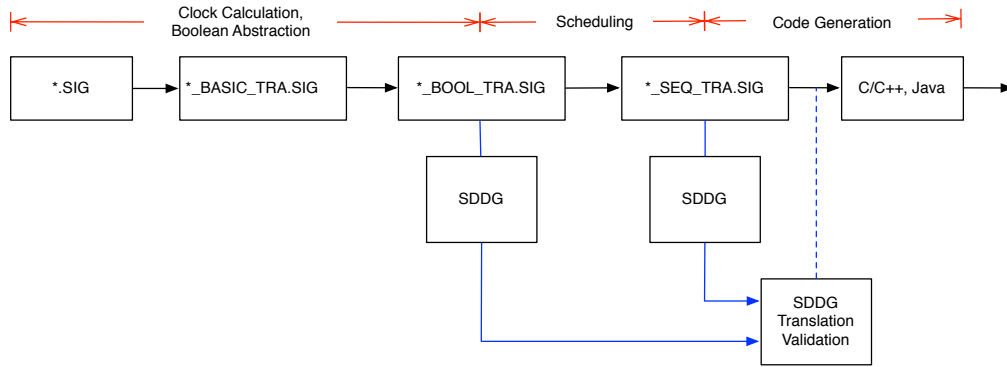 Clock Calculation,
Boolean Abstraction
Scheduling
Code Generation
*.SIG
*_BASIC_TRA.SIG
*_BOOL_TRA.SIG
*_SEQ_TRA.SIG
C/C++, Java
SDDG
SDDG
SDDG
Translation
Validation